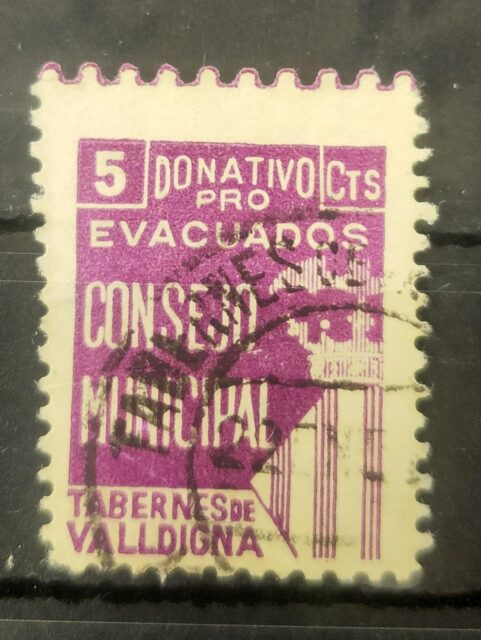 5 DONATIVO CTS
PRO
EVACUADOS
CONSEJO
MUNICIPAL
TABERNES DE
VALLDIGNA